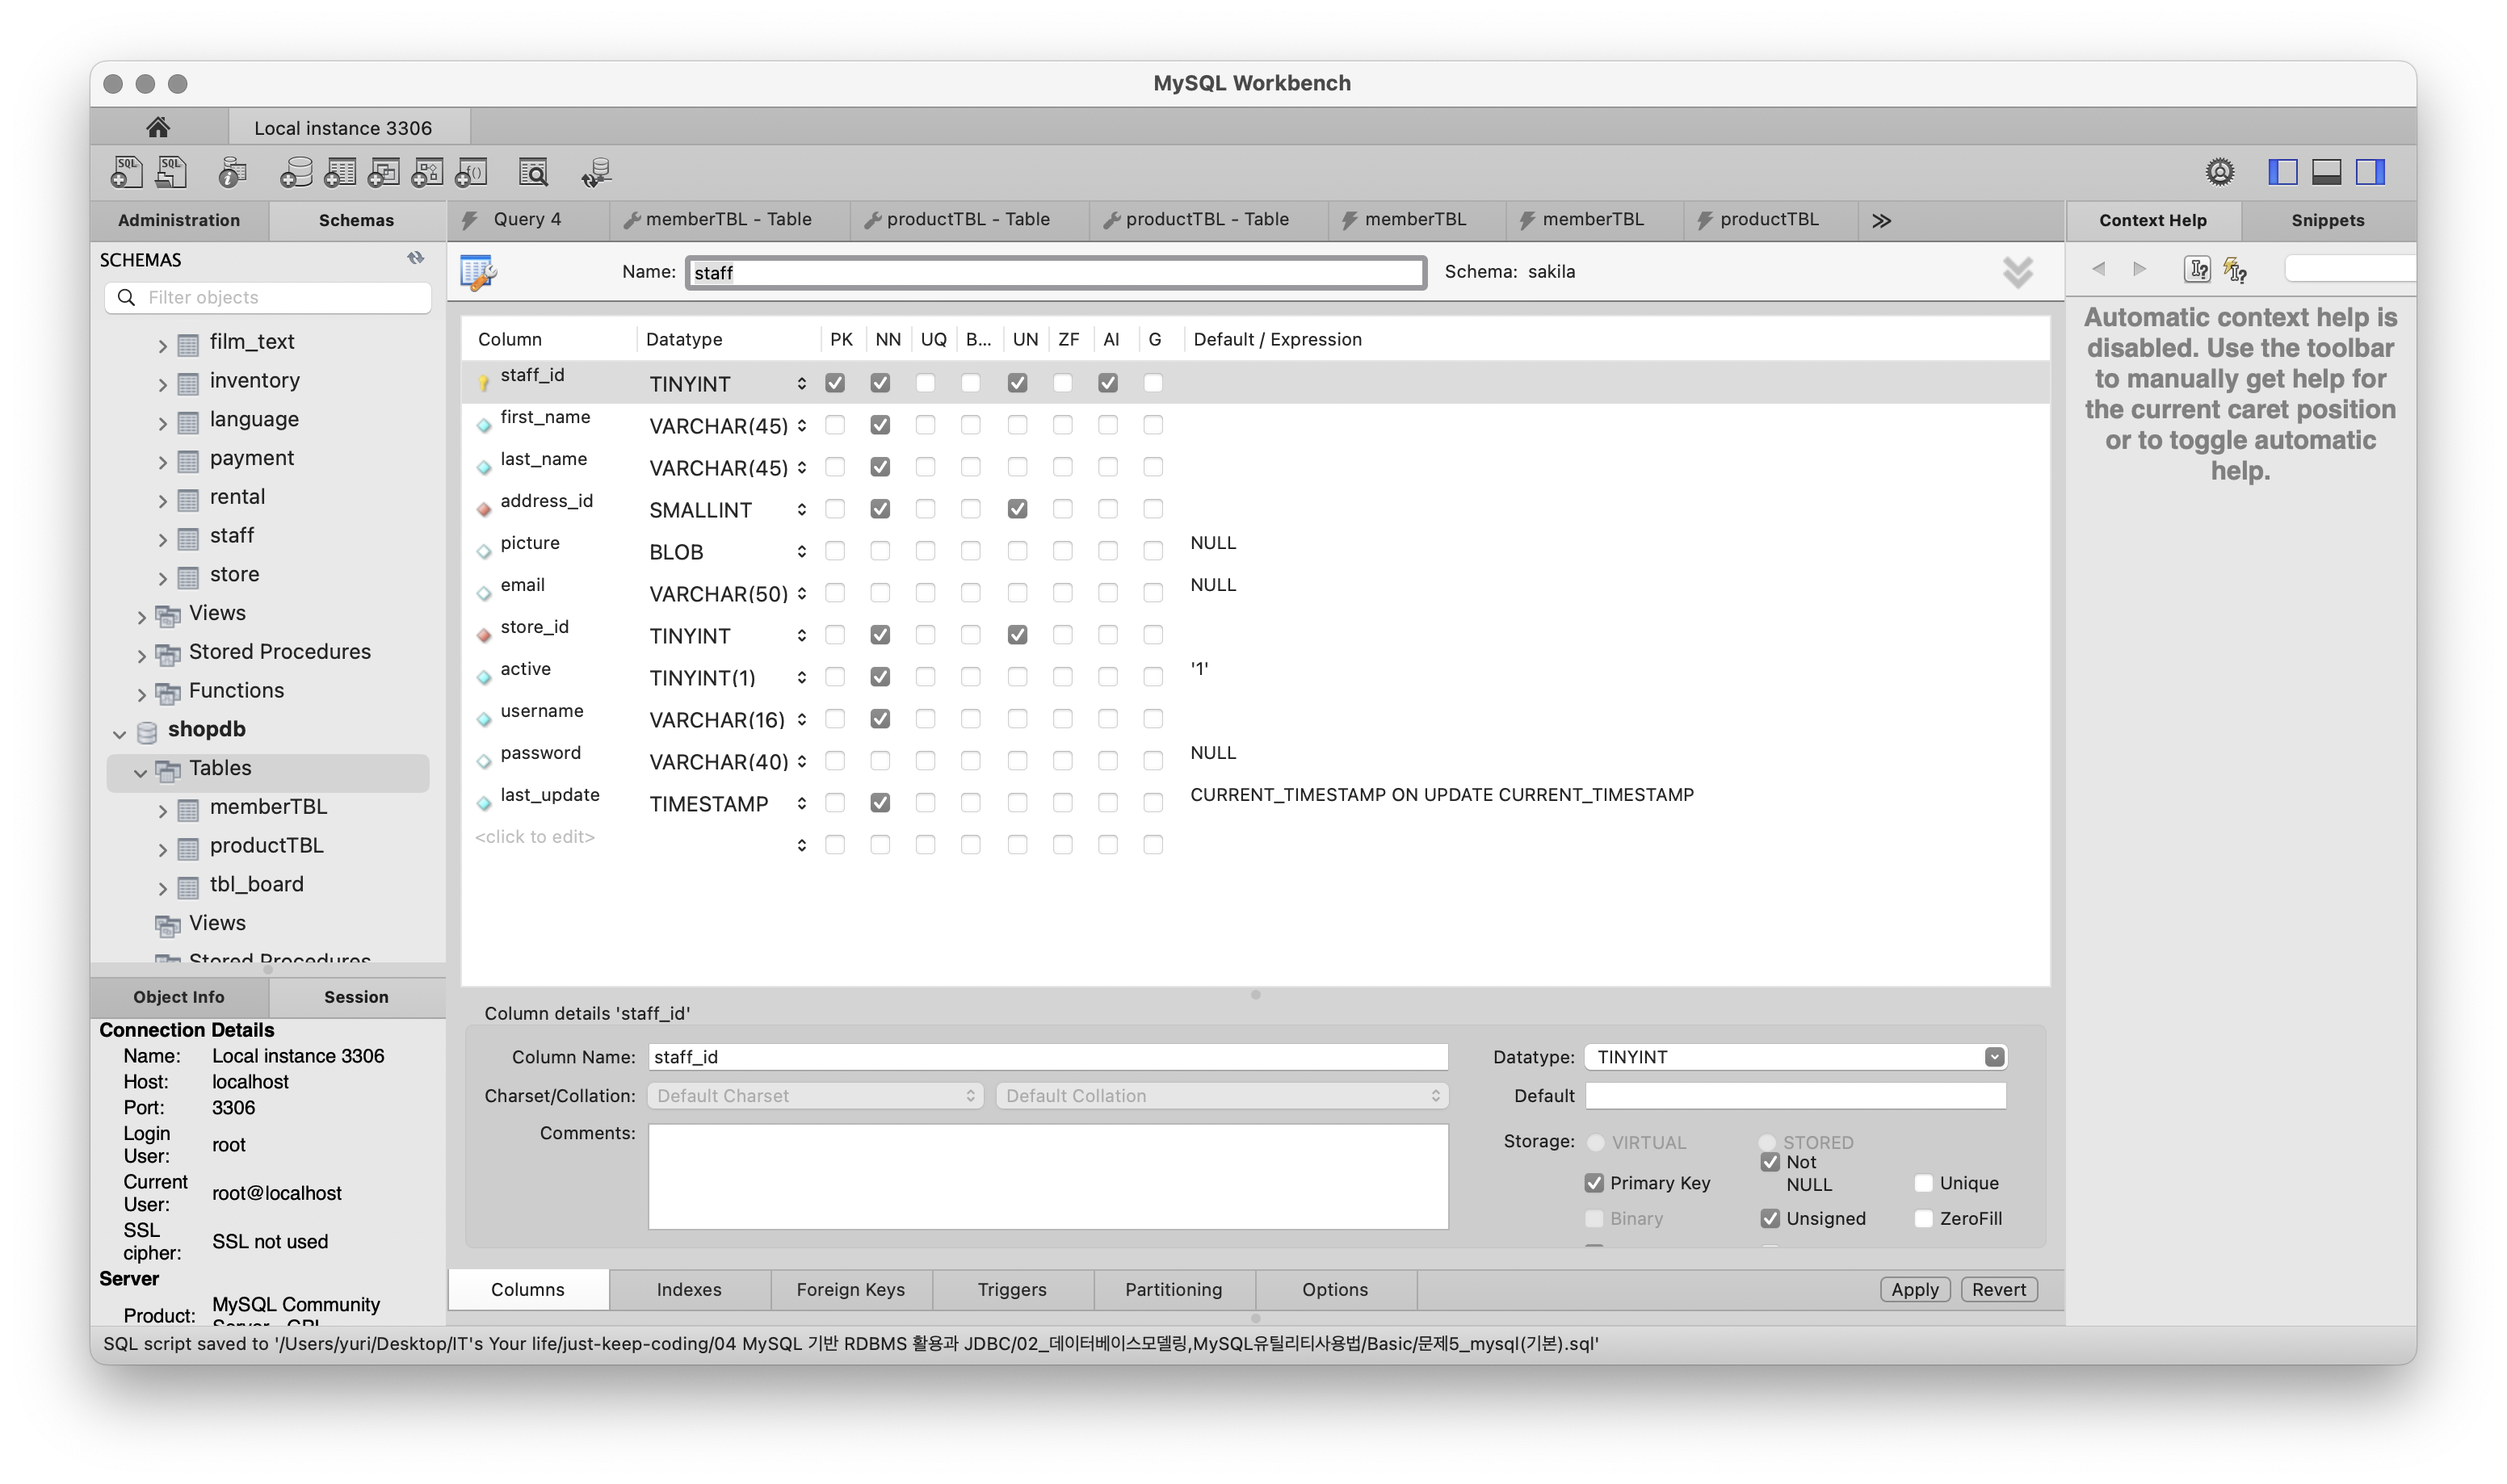 MySQL Workbench
Local instance 3306
Administration
Schemas
Query 4
memberTBL - Table
productTBL - Table
productTBL - Table
memberTBL
memberTBL
productTBL
Context Help
Snippets
SCHEMAS
Filter objects
film_text
inventory
language
payment
rental
staff
store
Views
Stored Procedures
Functions
shopdb
Tables
memberTBL
productTBL
tbl_board
Views
Stored Procedures
Name: staff
Schema: sakila
Column Datatype PK NN UQ B... UN ZF AI G Default / Expression
staff_id TINYINT
first_name VARCHAR(45)
last_name VARCHAR(45)
address_id SMALLINT
picture BLOB NULL
email VARCHAR(50) NULL
store_id TINYINT
active TINYINT(1) '1'
username VARCHAR(16)
password VARCHAR(40) NULL
last_update TIMESTAMP CURRENT_TIMESTAMP ON UPDATE CURRENT_TIMESTAMP
<click to edit>
Automatic context help is
disabled. Use the toolbar
to manually get help for
the current caret position
or to toggle automatic
help.
Object Info
Session
Connection Details
Name: Local instance 3306
Host: localhost
Port: 3306
Login
User: root
Current
User: root@localhost
SSL
cipher: SSL not used
Server
Product: MySQL Community
Server - GPL
Column details 'staff_id'
Column Name: staff_id
Charset/Collation: Default Charset Default Collation
Comments:
Datatype: TINYINT
Default
Storage: VIRTUAL STORED
Primary Key
Not
NULL
Unique
Binary
Unsigned
ZeroFill
Columns
Indexes
Foreign Keys
Triggers
Partitioning
Options
Apply
Revert
SQL script saved to '/Users/yuri/Desktop/IT's Your life/just-keep-coding/04 MySQL 기반 RDBMS 활용과 JDBC/02_데이터베이스모델링,MySQL유틸리티사용법/Basic/문제5_mysql(기본).sql'